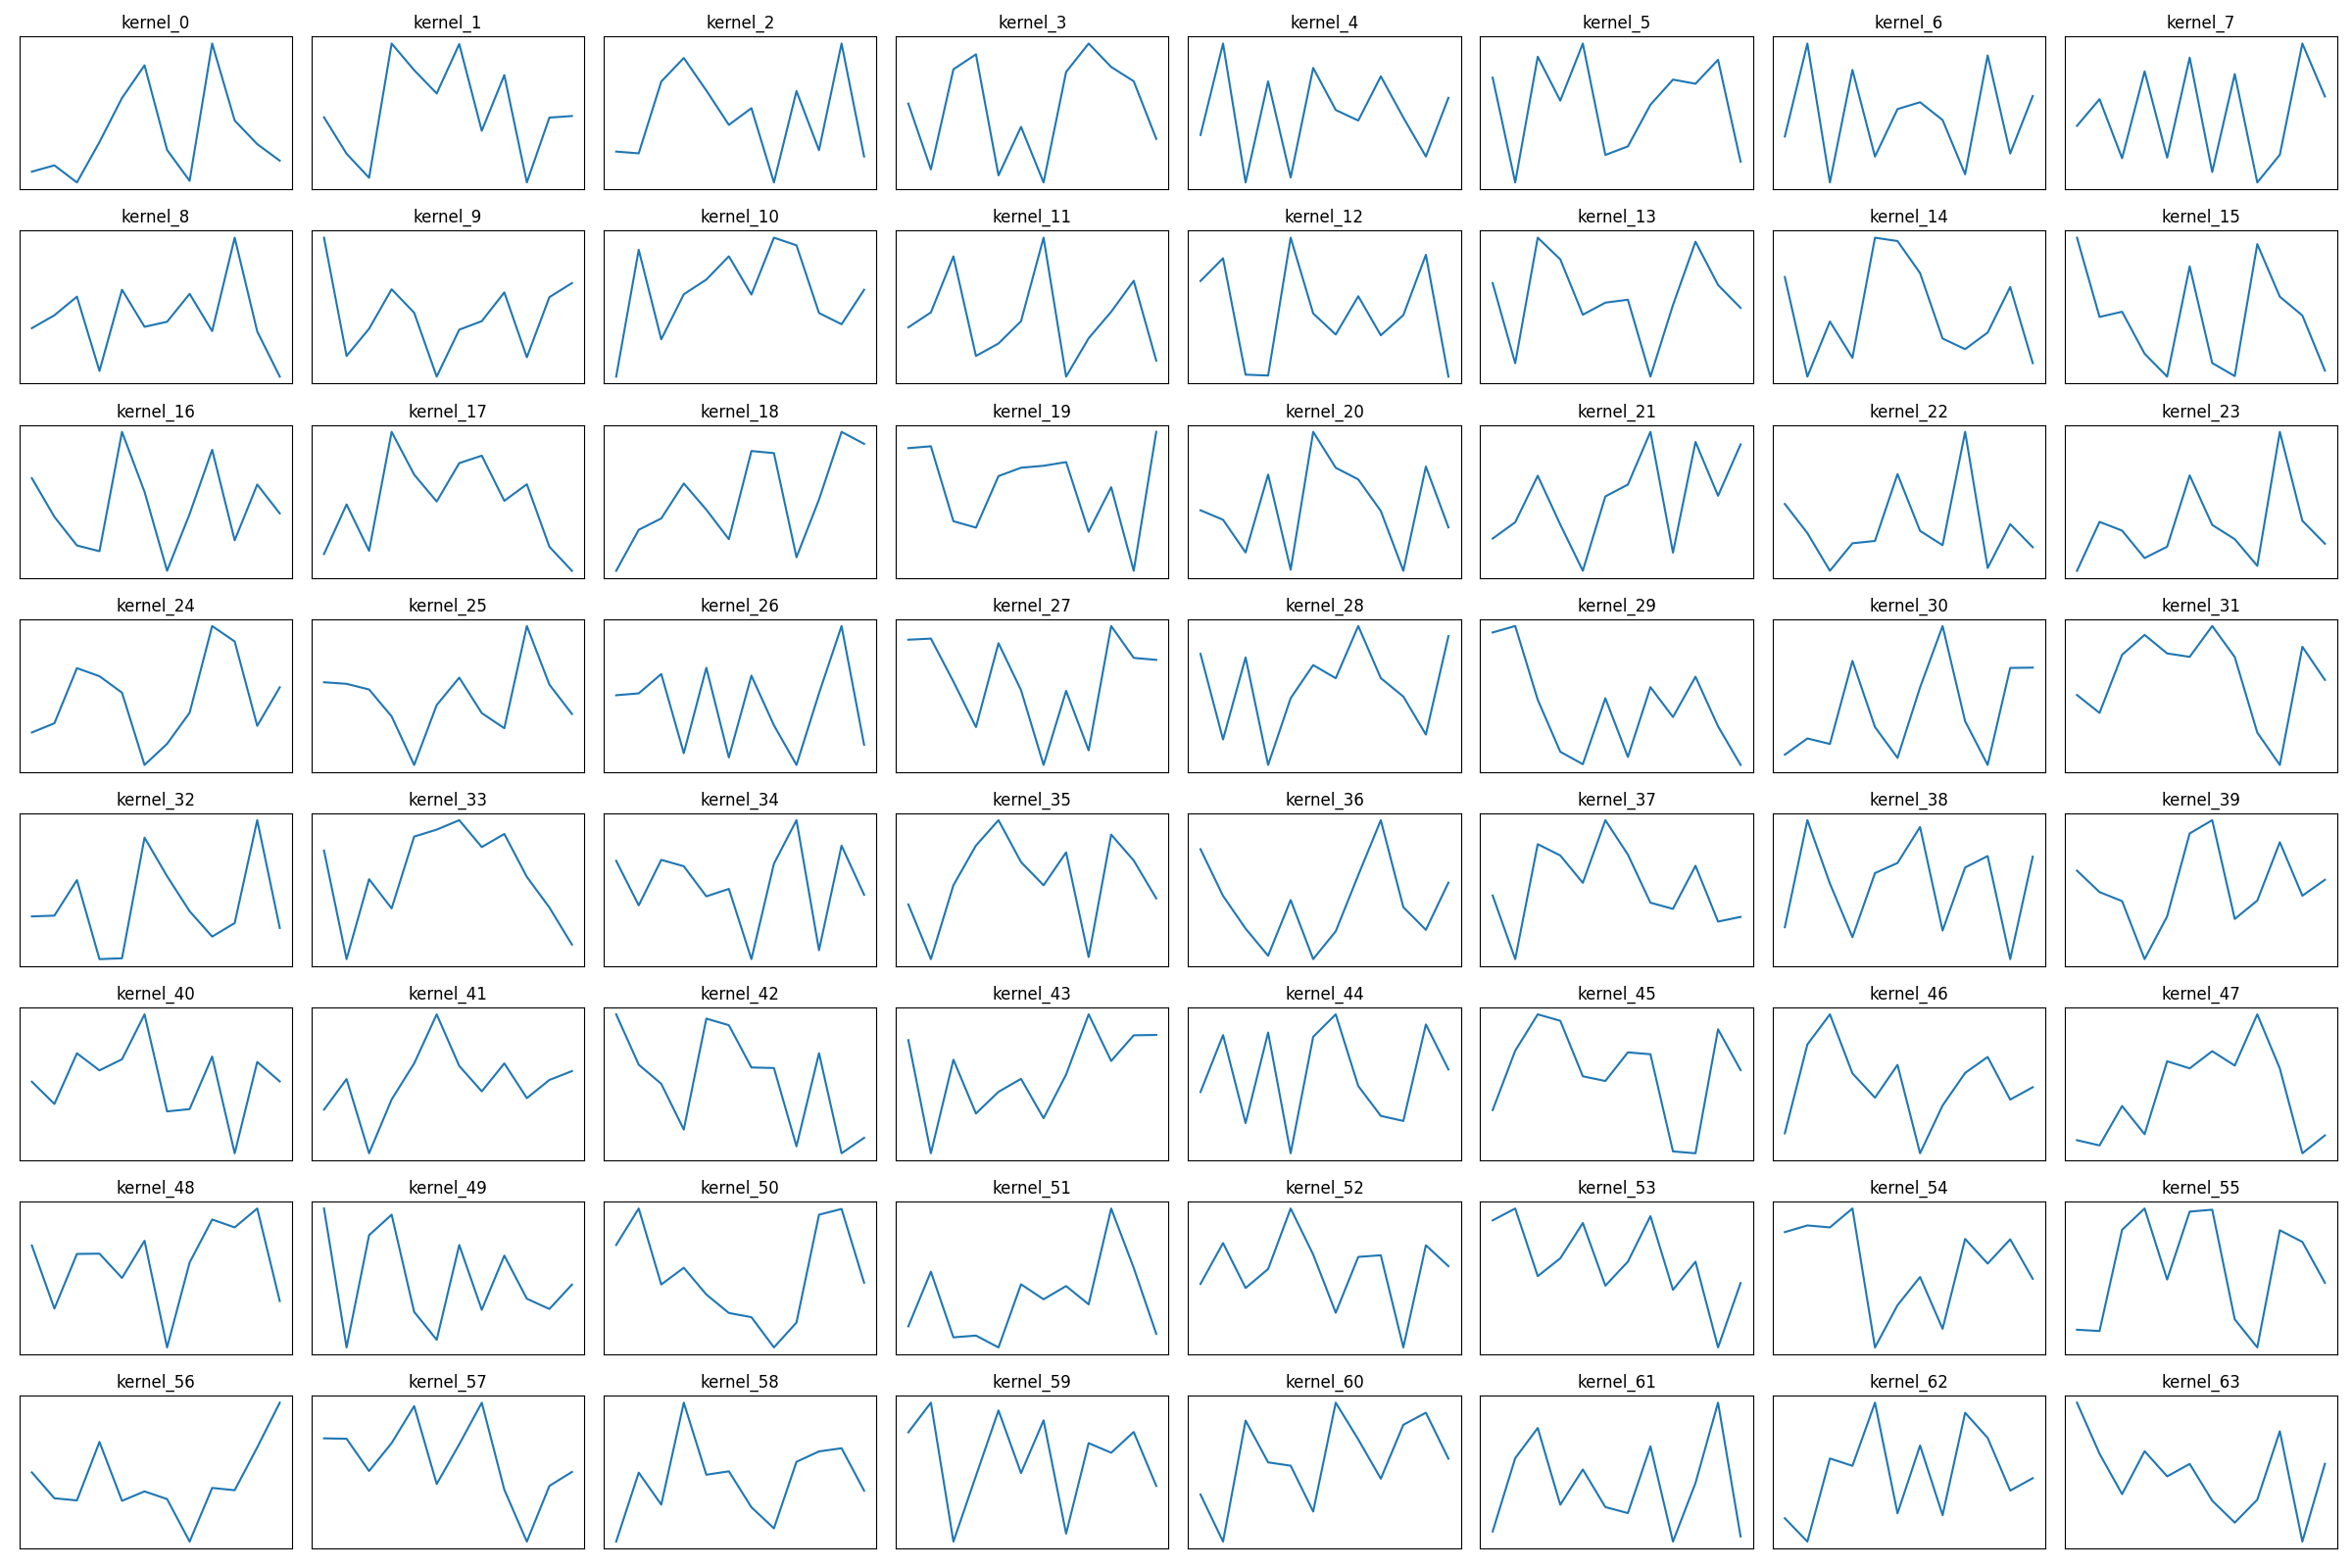 kernel_0 kernel_1 kernel_2 kernel_3 kernel_4 kernel_5 kernel_6 kernel_7
kernel_8 kernel_9 kernel_10 kernel_11 kernel_12 kernel_13 kernel_14 kernel_15
kernel_16 kernel_17 kernel_18 kernel_19 kernel_20 kernel_21 kernel_22 kernel_23
kernel_24 kernel_25 kernel_26 kernel_27 kernel_28 kernel_29 kernel_30 kernel_31
kernel_32 kernel_33 kernel_34 kernel_35 kernel_36 kernel_37 kernel_38 kernel_39
kernel_40 kernel_41 kernel_42 kernel_43 kernel_44 kernel_45 kernel_46 kernel_47
kernel_48 kernel_49 kernel_50 kernel_51 kernel_52 kernel_53 kernel_54 kernel_55
kernel_56 kernel_57 kernel_58 kernel_59 kernel_60 kernel_61 kernel_62 kernel_63